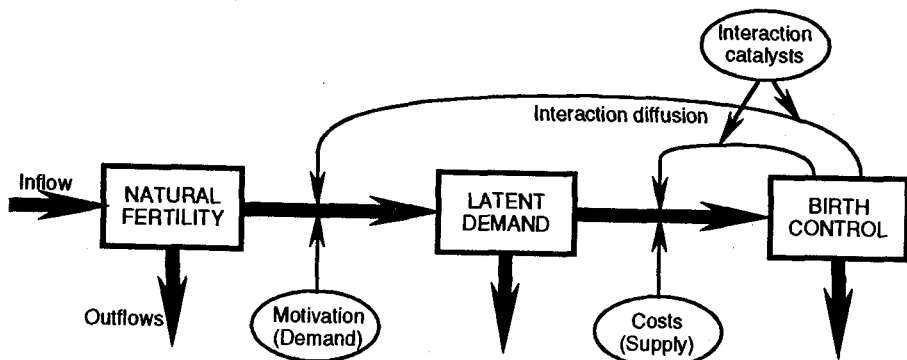 Interaction
catalysts
Interaction diffusion
Inflow
NATURAL
FERTILITY
LATENT
DEMAND
BIRTH
CONTROL
Outflows
Motivation
(Demand)
Costs
(Supply)